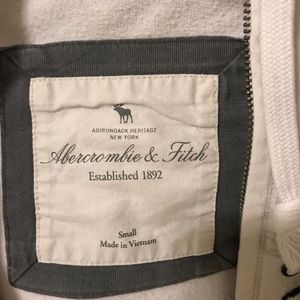 ADIRONDACK HERITAGE
NEW YORK
Abercrombie & Fitch
Established 1892
Small
Made in Vietnam